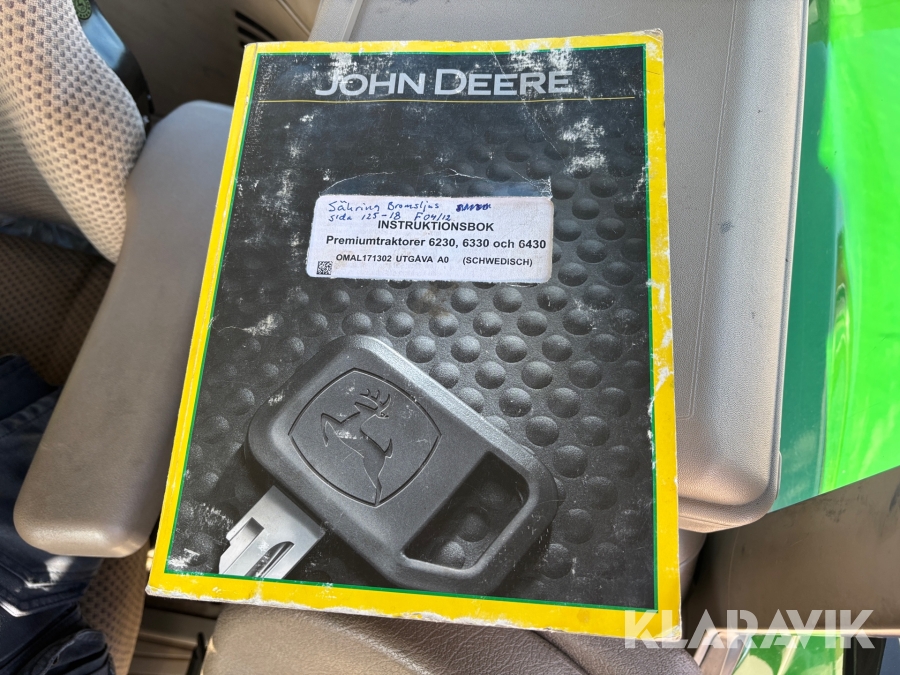 JOHN DEERE
Säkring Bromsljus
sida 125-18 F04/12
INSTRUKTIONSBOK
Premiumtraktorer 6230, 6330 och 6430
OMAL171302 UTGÅVA A0 (SCHWEDISCH)
KLARAVIK